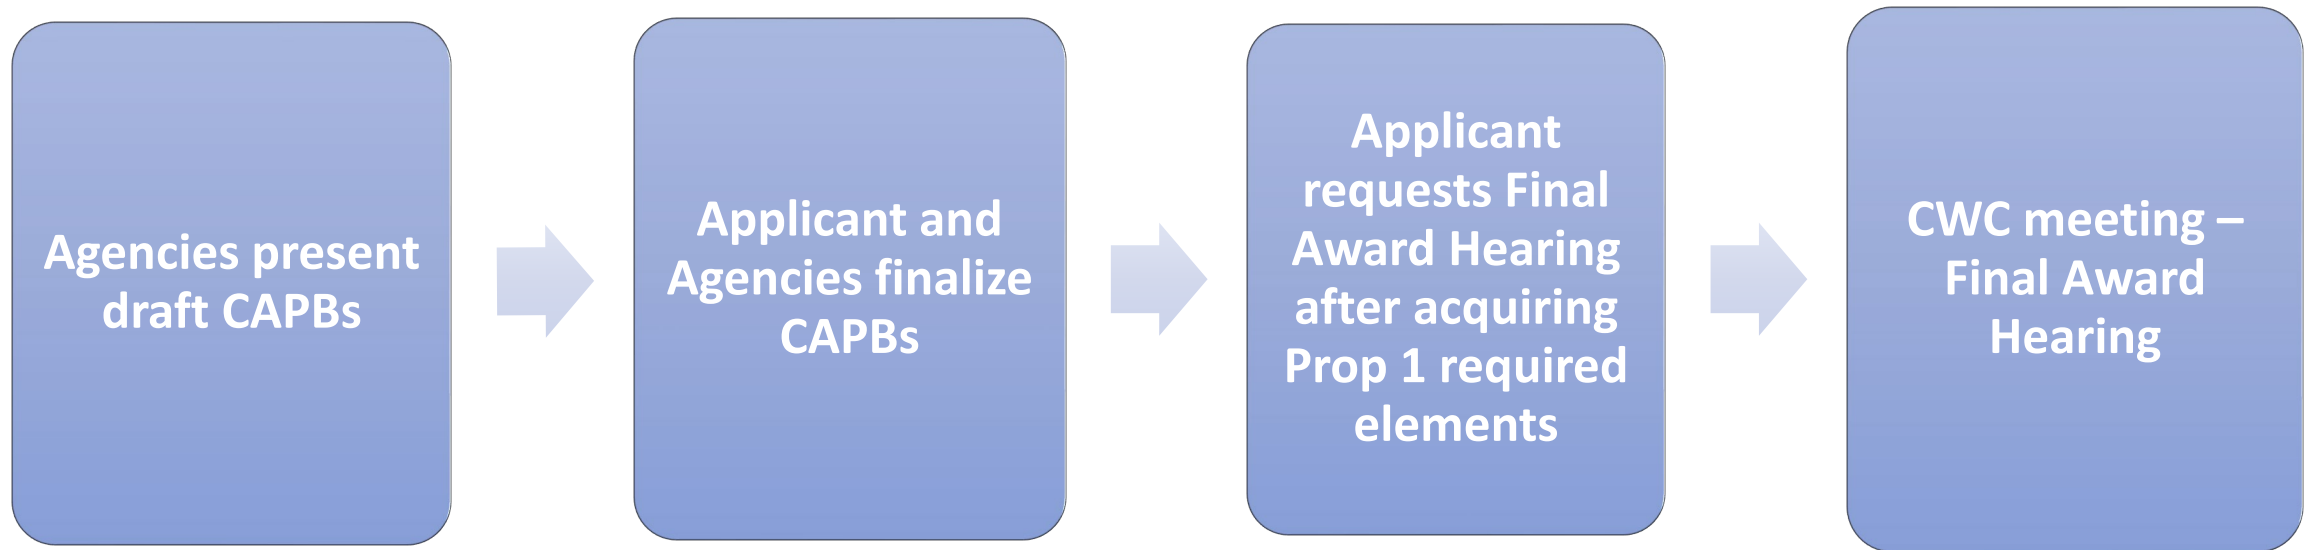 Agencies present
draft CAPBs
Applicant and
Agencies finalize
CAPBs
Applicant
requests Final
Award Hearing
after acquiring
Prop 1 required
elements
CWC meeting –
Final Award
Hearing